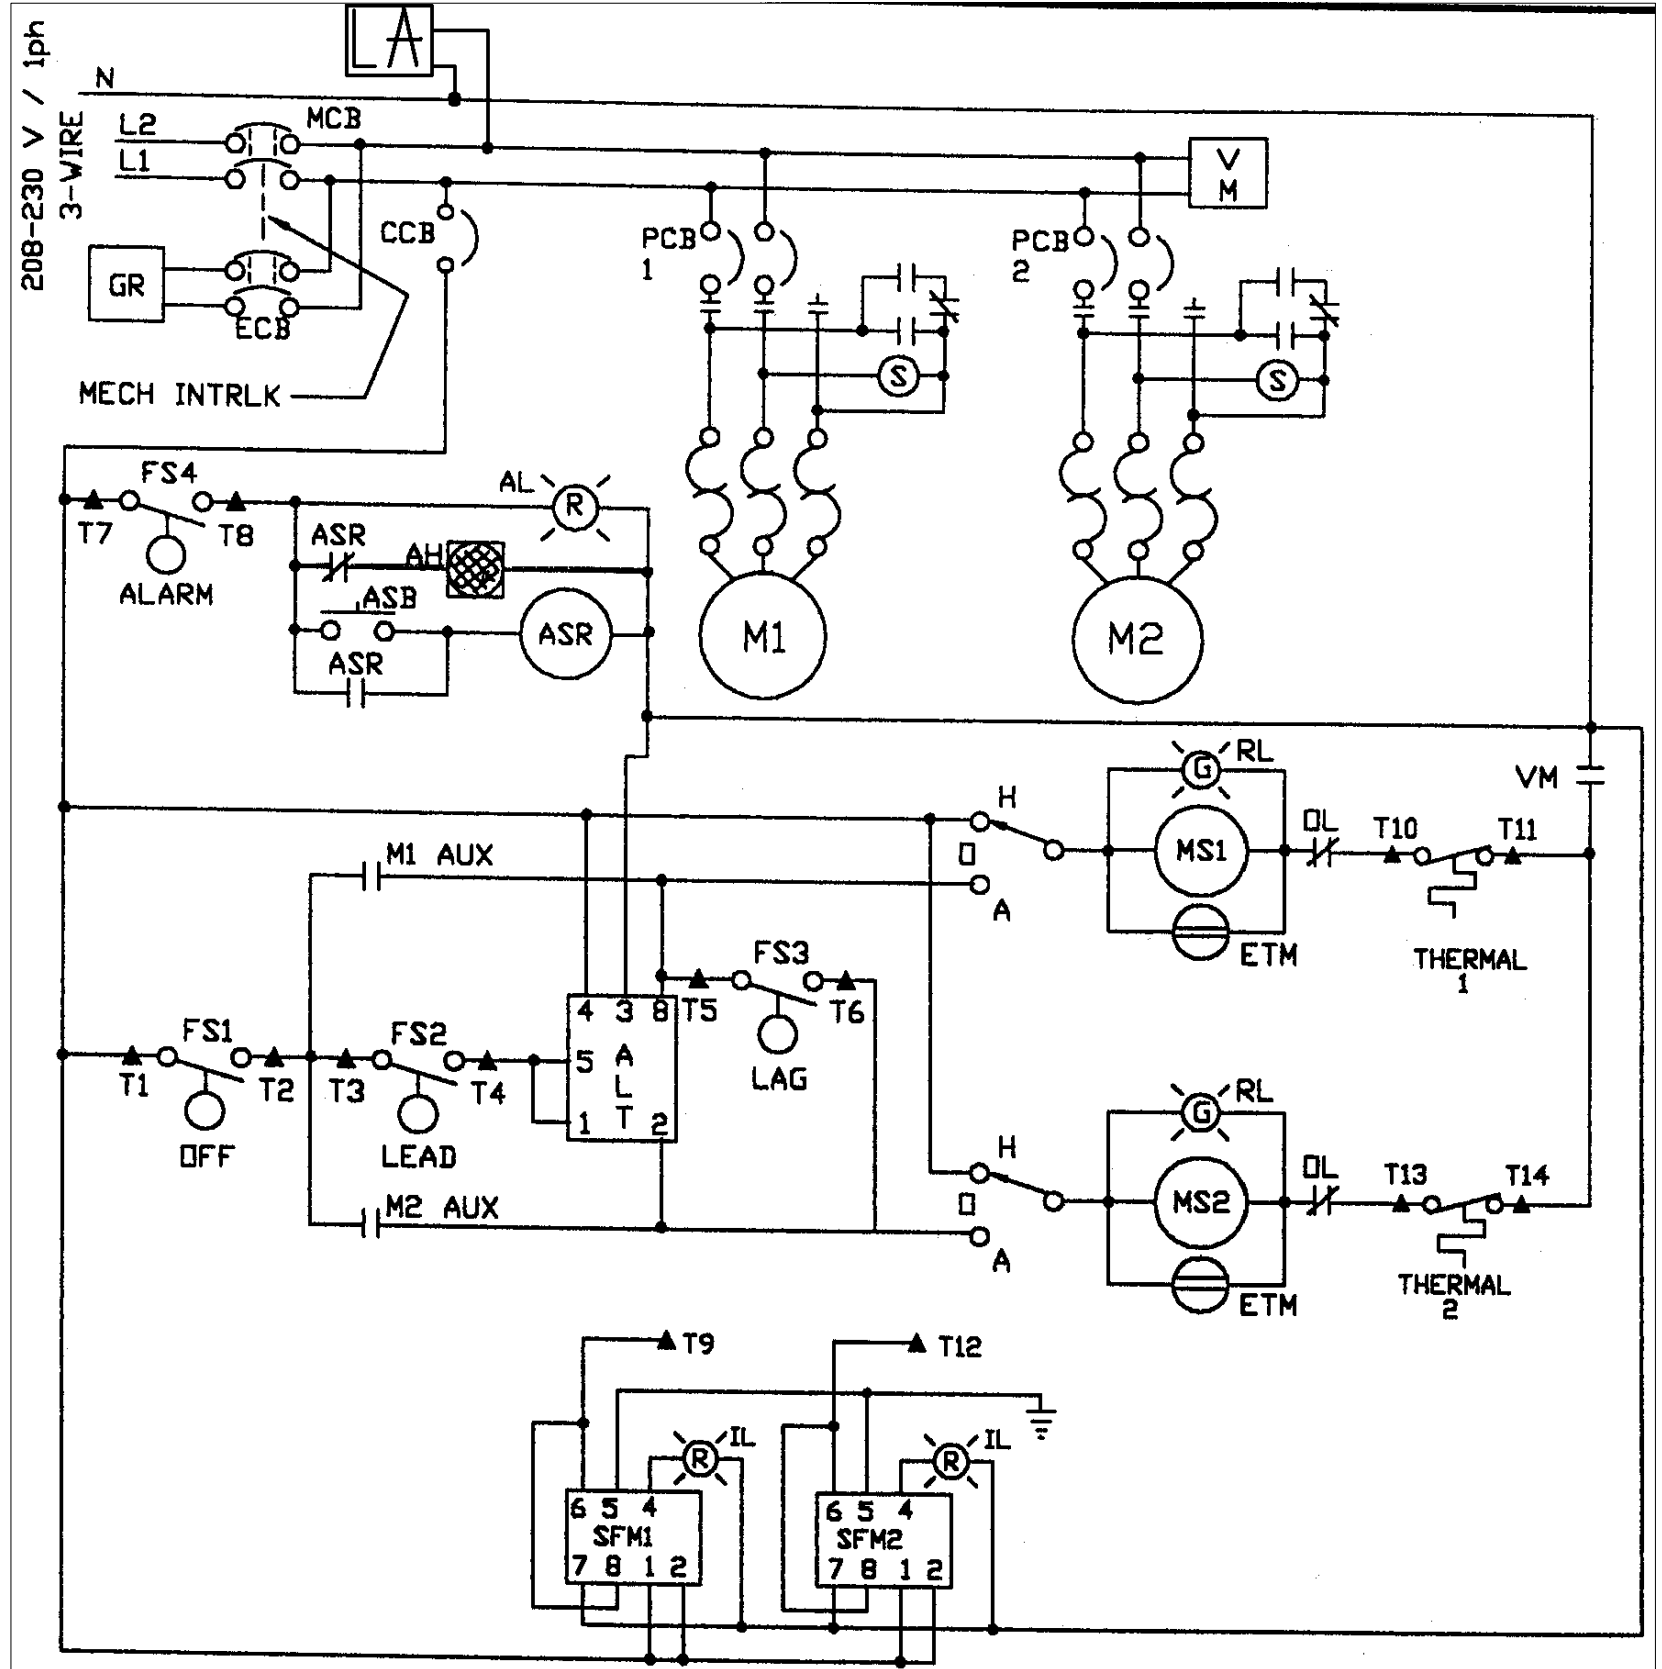 208-230 V / 1ph
3-WIRE
LA
N
L2
L1
MCB
V
M
GR
ECB
CCB
PCB
1
PCB
2
MECH INTRLK
S
S
FS4
T7
T8
ALARM
AL
R
ASR
AH
ASB
ASR
ASR
M1
M2
RL
G
VM
H
O
A
MS1
OL
T10
T11
ETM
THERMAL
1
M1 AUX
FS3
T5
T6
LAG
4 3 8
5 A
L
1 T 2
FS1
T1
T2
OFF
FS2
T3
T4
LEAD
M2 AUX
RL
G
H
O
A
MS2
OL
T13
T14
ETM
THERMAL
2
T9
T12
R
IL
R
IL
6 5 4
SFM1
7 8 1 2
6 5 4
SFM2
7 8 1 2